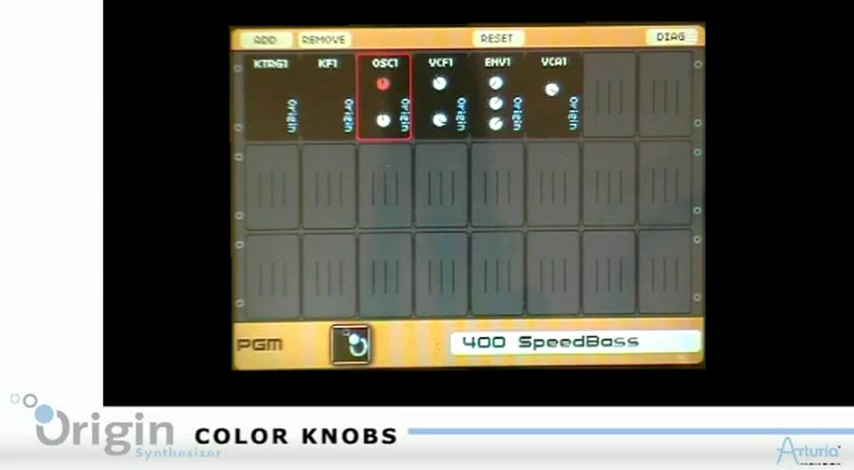 ADD REMOVE RESET DIAG
KTRG1 KF1 OSC1 VCF1 ENV1 VCA1
Origin Origin Origin Origin Origin Origin
PGM 400 SpeedBass
Origin COLOR KNOBS
Synthesizer
Arturia